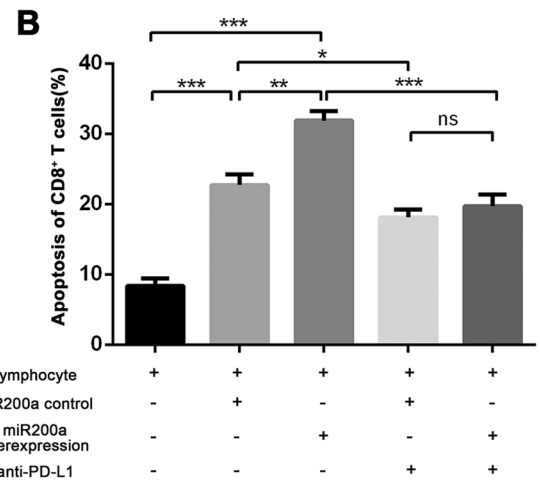 B
***
*
*** ** ***
ns
Apoptosis of CD8⁺ T cells(%)
40
30
20
10
0
ymphocyte + + + + +
R200a control - + - + -
miR200a
erexpression - - + - +
anti-PD-L1 - - - + +